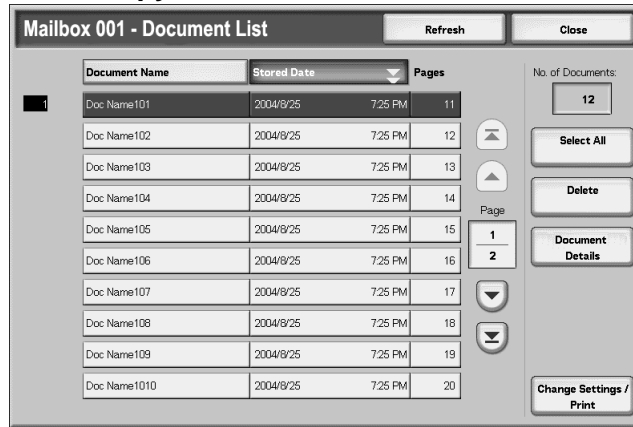 Mailbox 001 - Document List
Refresh
Close
Document Name
Stored Date
Pages
No. of Documents:
12
1
Doc Name101 2004/8/25 7:25 PM 11
Doc Name102 2004/8/25 7:25 PM 12
Doc Name103 2004/8/25 7:25 PM 13
Doc Name104 2004/8/25 7:25 PM 14
Doc Name105 2004/8/25 7:25 PM 15
Doc Name106 2004/8/25 7:25 PM 16
Doc Name107 2004/8/25 7:25 PM 17
Doc Name108 2004/8/25 7:25 PM 18
Doc Name109 2004/8/25 7:25 PM 19
Doc Name1010 2004/8/25 7:25 PM 20
Page
1
2
Select All
Delete
Document
Details
Change Settings /
Print